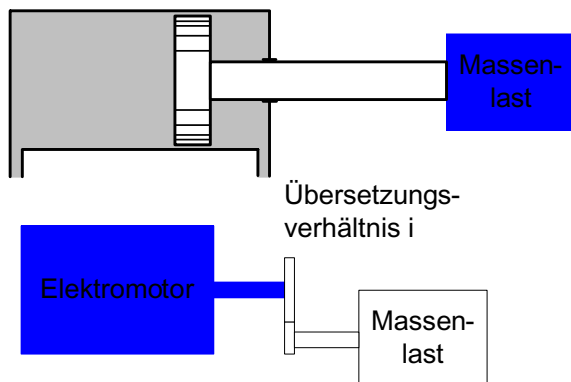 Massen-
last
Übersetzungs-
verhältnis i
Elektromotor
Massen-
last